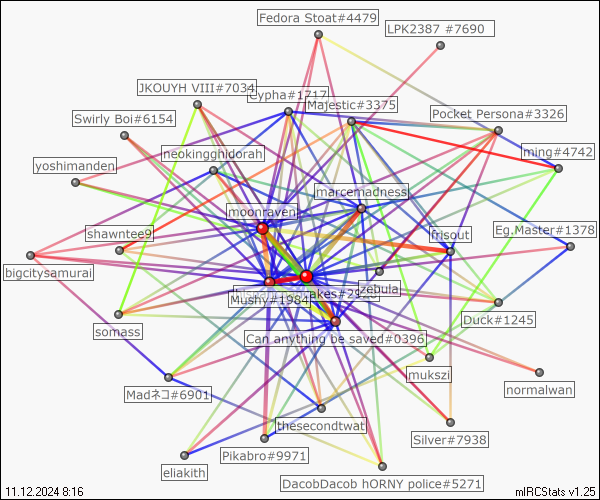 Fedora Stoat#4479
LPK2387 #7690
JKOUYH VIII#7034
Cypha#1717
Majestic#3375
Swirly Boi#6154
Pocket Persona#3326
neokingghidorah
ming#4742
yoshimanden
marcemadness
moonraven
shawntee9
frisout
Eg.Master#1378
bigcitysamurai
zebula
Mushy#1984
somass
Duck#1245
Can anything be saved#0396
mukszi
Madネコ#6901
normalwan
thesecondtwat
Silver#7938
Pikabro#9971
eliakith
DacobDacob hORNY police#5271
11.12.2024 8:16
mIRCStats v1.25